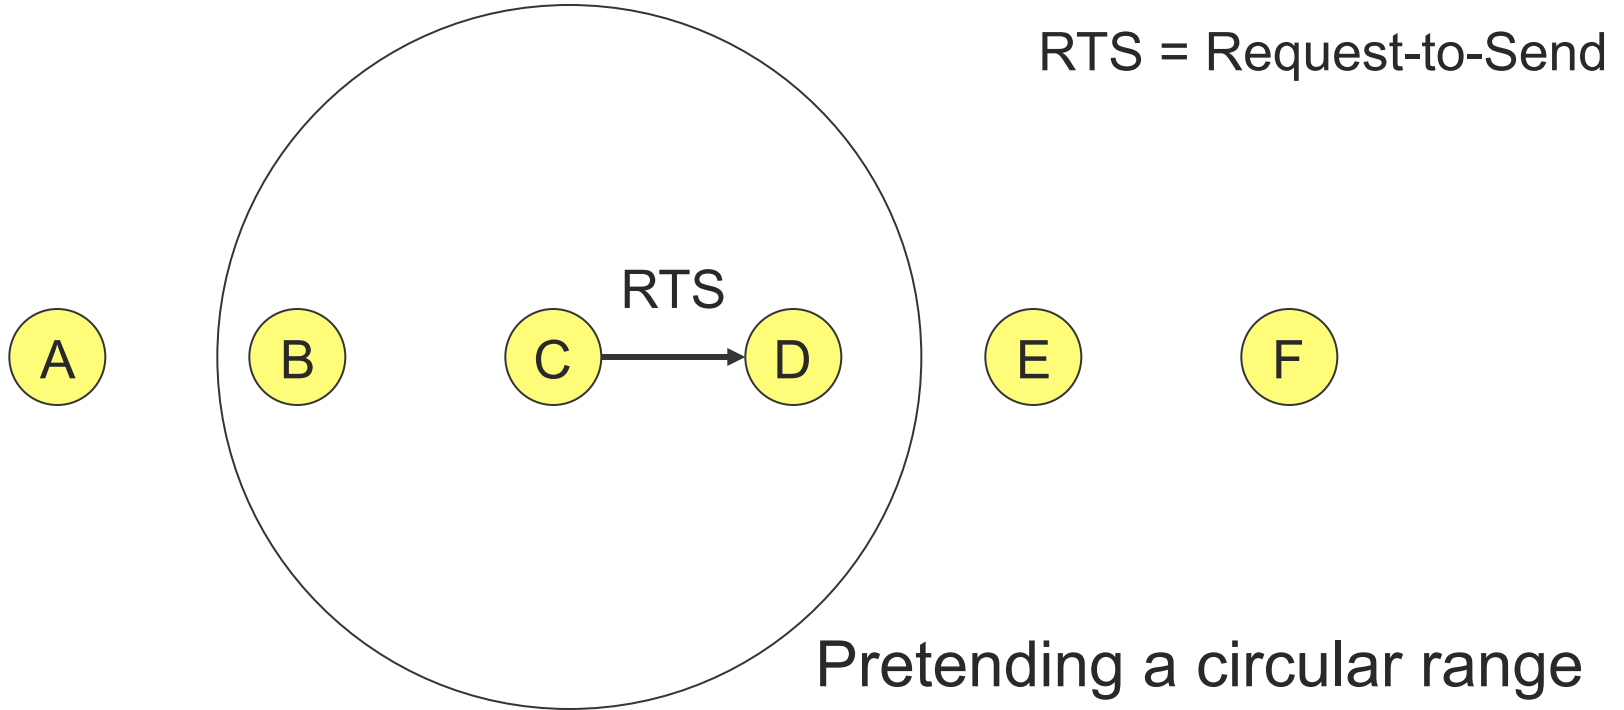 RTS = Request-to-Send
RTS
A B C D E F
Pretending a circular range